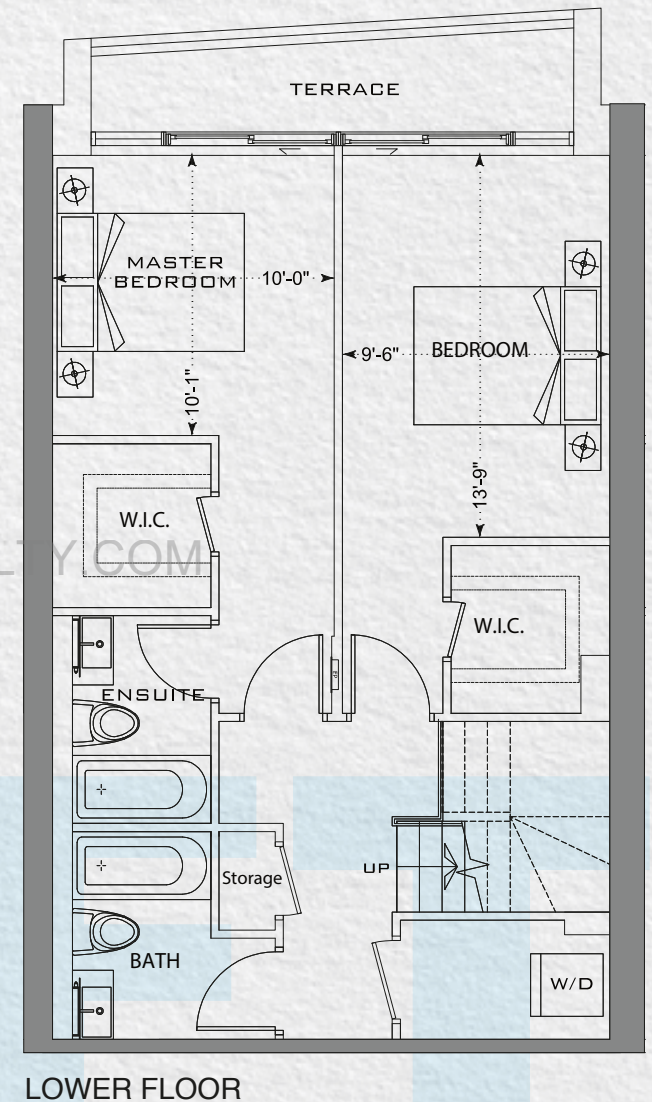 TERRACE
MASTER
BEDROOM
10'-0"
BEDROOM
9'-6"
10'-1"
13'-9"
W.I.C.
LTY.COM
W.I.C.
ENSUITE
UP
Storage
BATH
W/D
LOWER FLOOR